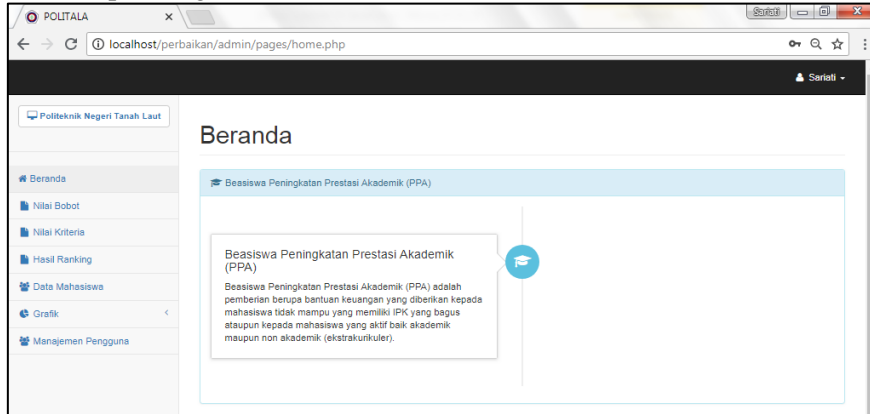 POLITALA
Sariati
localhost/perbaikan/admin/pages/home.php
Sariati
Politeknik Negeri Tanah Laut
Beranda
Beranda
Nilai Bobot
Nilai Kriteria
Hasil Ranking
Data Mahasiswa
Grafik
Manajemen Pengguna
Beasiswa Peningkatan Prestasi Akademik (PPA)
Beasiswa Peningkatan Prestasi Akademik
(PPA)
Beasiswa Peningkatan Prestasi Akademik (PPA) adalah
pemberian berupa bantuan keuangan yang diberikan kepada
mahasiswa tidak mampu yang memiliki IPK yang bagus
ataupun kepada mahasiswa yang aktif baik akademik
maupun non akademik (ekstrakurikuler).